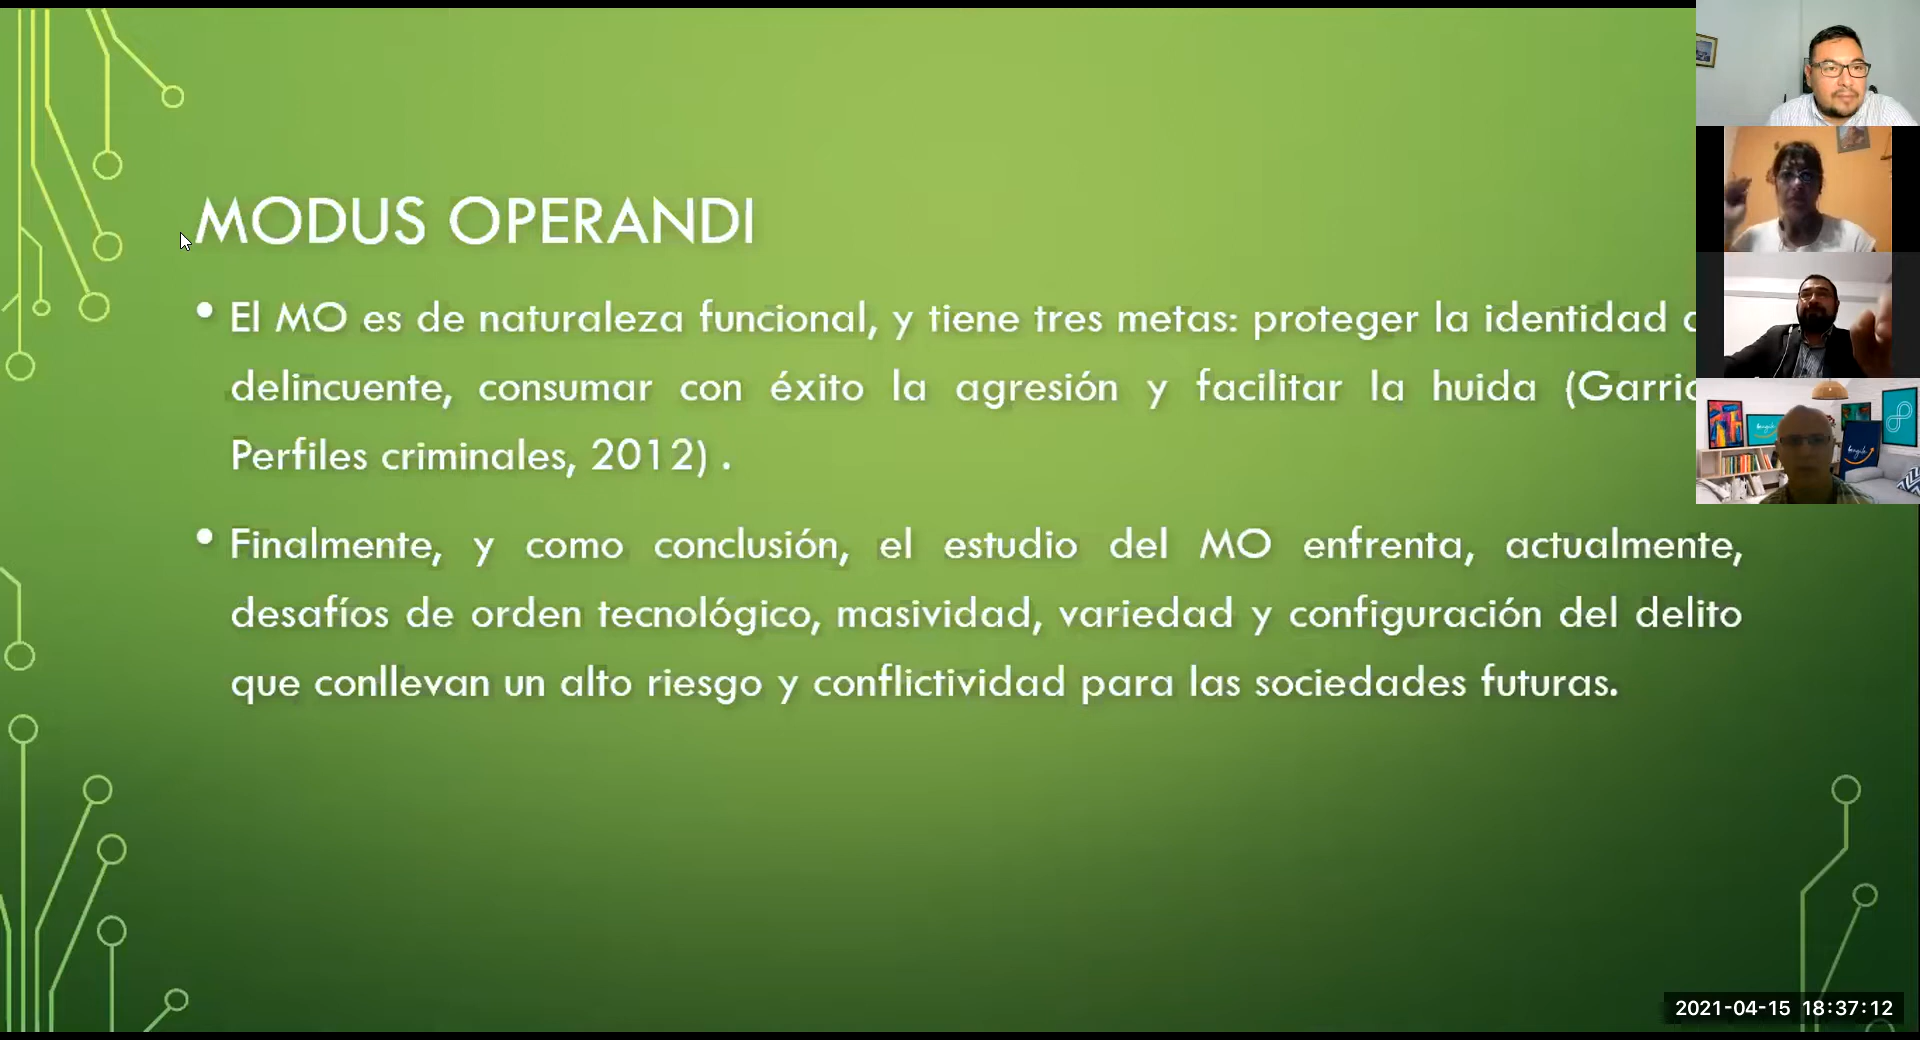 MODUS OPERANDI
• El MO es de naturaleza funcional, y tiene tres metas: proteger la identidad
delincuente, consumar con éxito la agresión y facilitar la huida
Perfiles criminales, 2012) .
• Finalmente, y como conclusión, el estudio del MO enfrenta, actualmente,
desafíos de orden tecnológico, masividad, variedad y configuración del delito
que conllevan un alto riesgo y conflictividad para las sociedades futuras.
2021-04-15 18:37:12